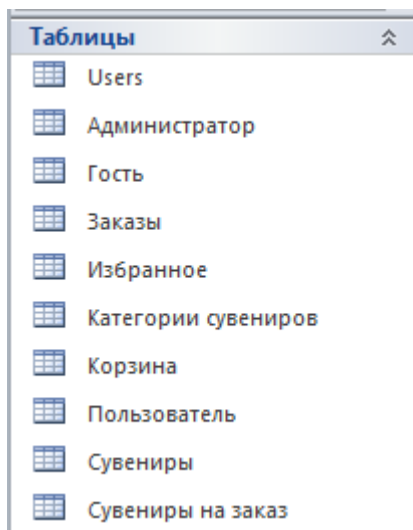 Таблицы
Users
Администратор
Гость
Заказы
Избранное
Категории сувениров
Корзина
Пользователь
Сувениры
Сувениры на заказ